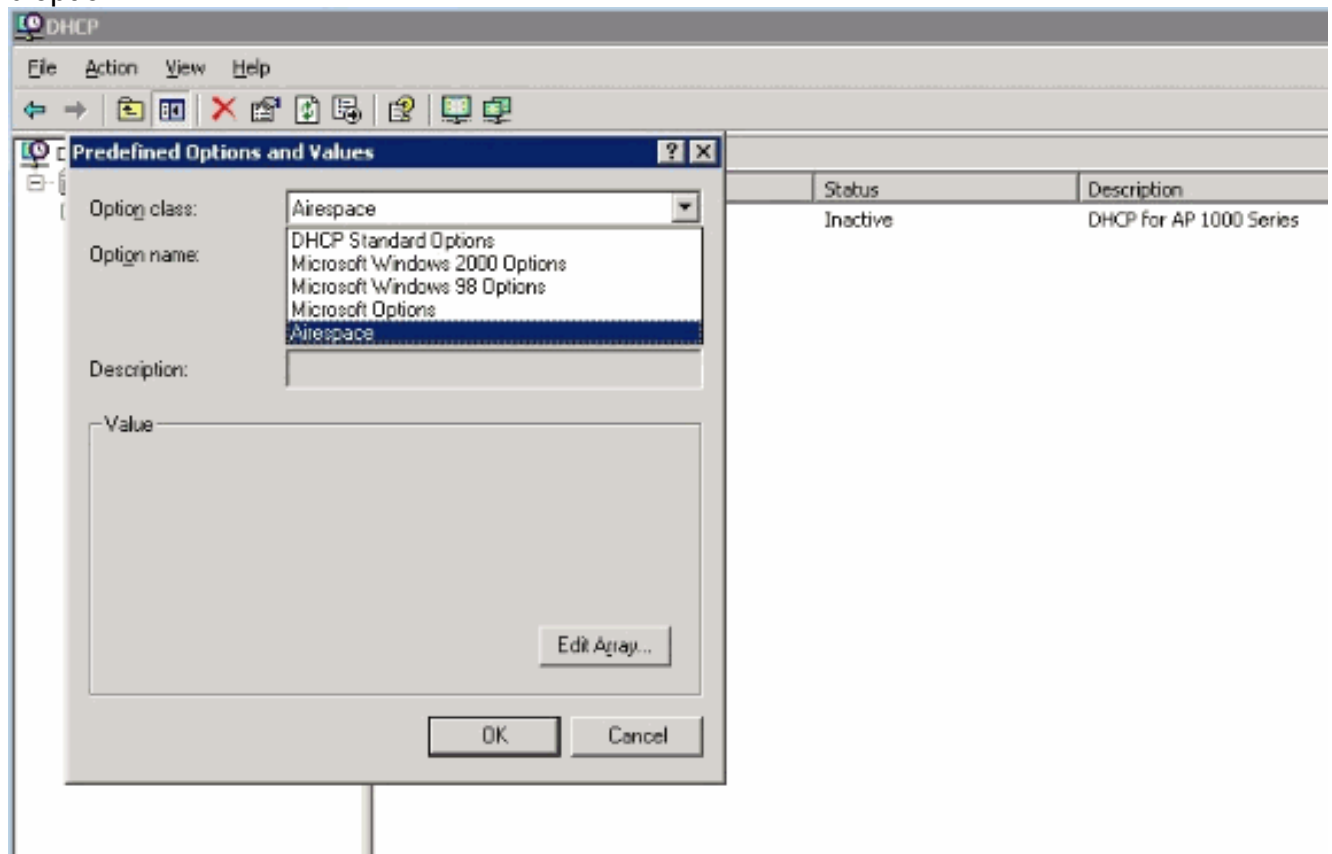 DHCP
File Action View Help
Predefined Options and Values
Status Description
Option class: Airespace
Inactive DHCP for AP 1000 Series
DHCP Standard Options
Option name:
Microsoft Windows 2000 Options
Microsoft Windows 98 Options
Microsoft Options
Airespace
Description:
Value
Edit Array...
OK Cancel